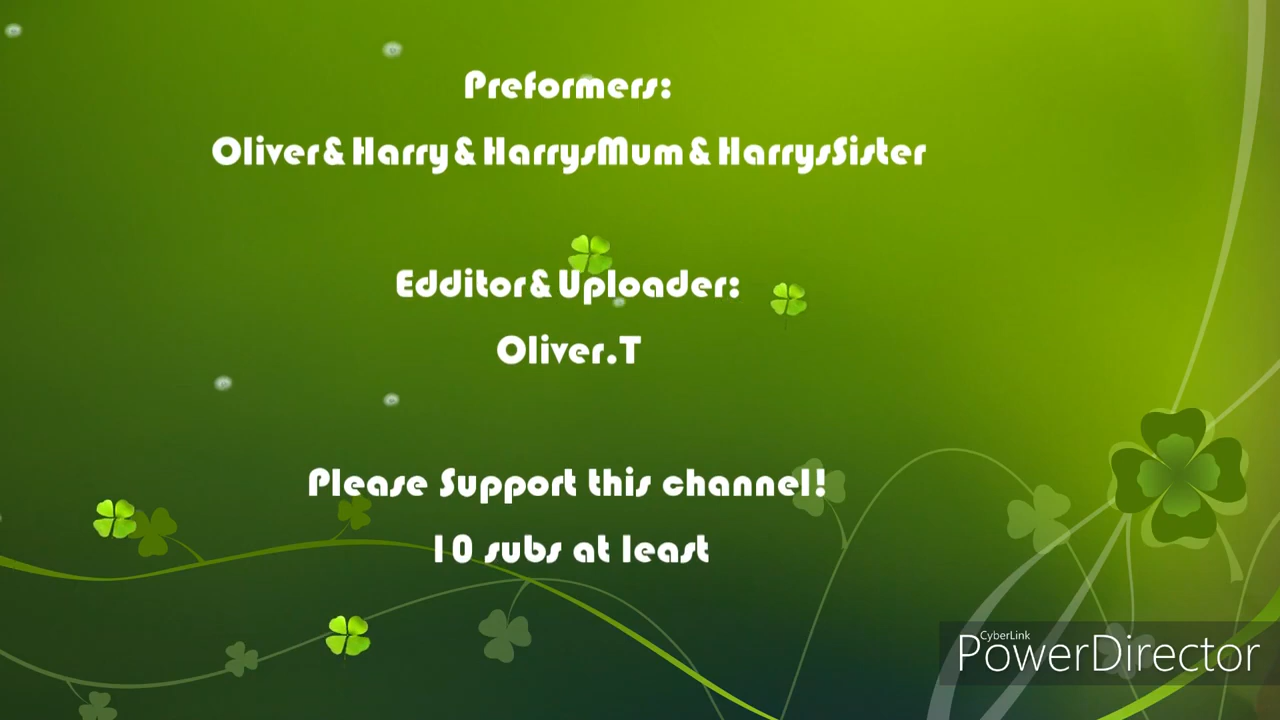 Preformers:
Oliver&Harry&HarrysMum&HarrysSister
Edditor&Uploader:
Oliver.T
Please Support this channel!
10 subs at least
CyberLink
PowerDirector